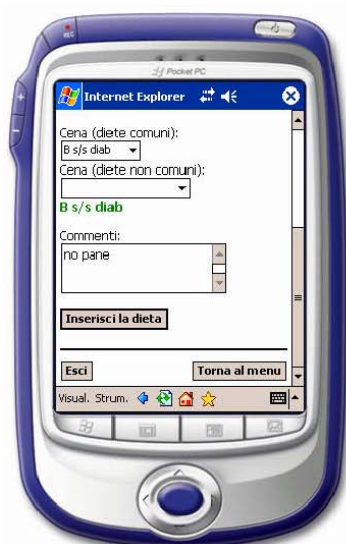 REC
Pocket PC
Internet Explorer
Cena (diete comuni):
B s/s diab
Cena (diete non comuni):
B s/s diab
Commenti:
no pane
Inserisci la dieta
Esci
Torna al menu
Visual. Strum.